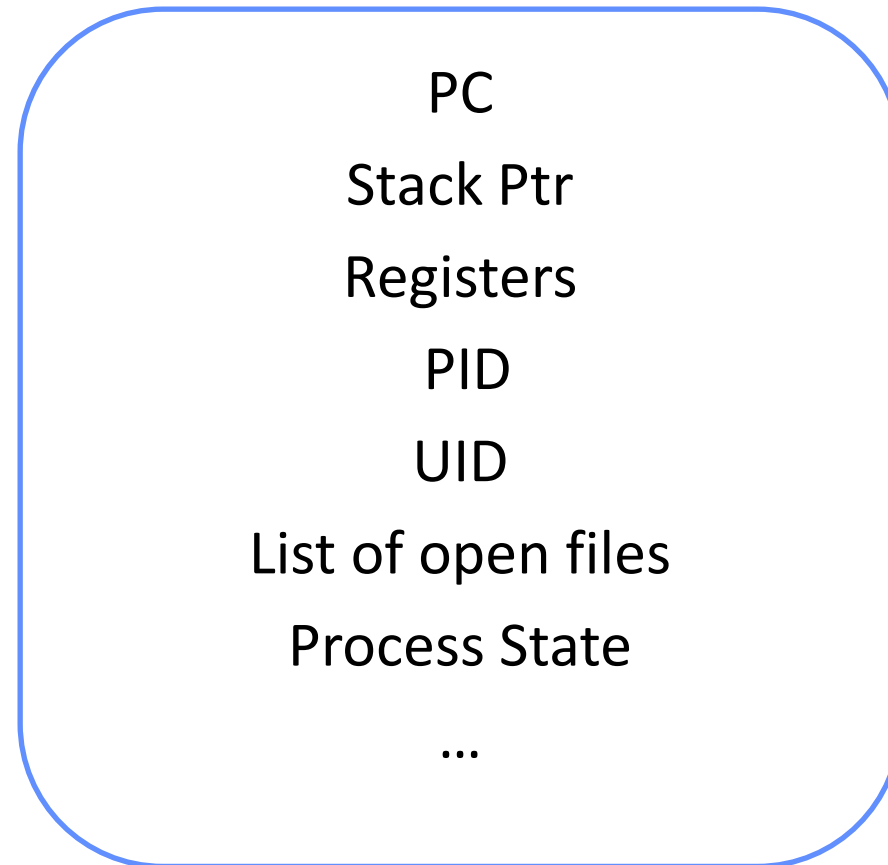 PC
Stack Ptr
Registers
PID
UID
List of open files
Process State
...